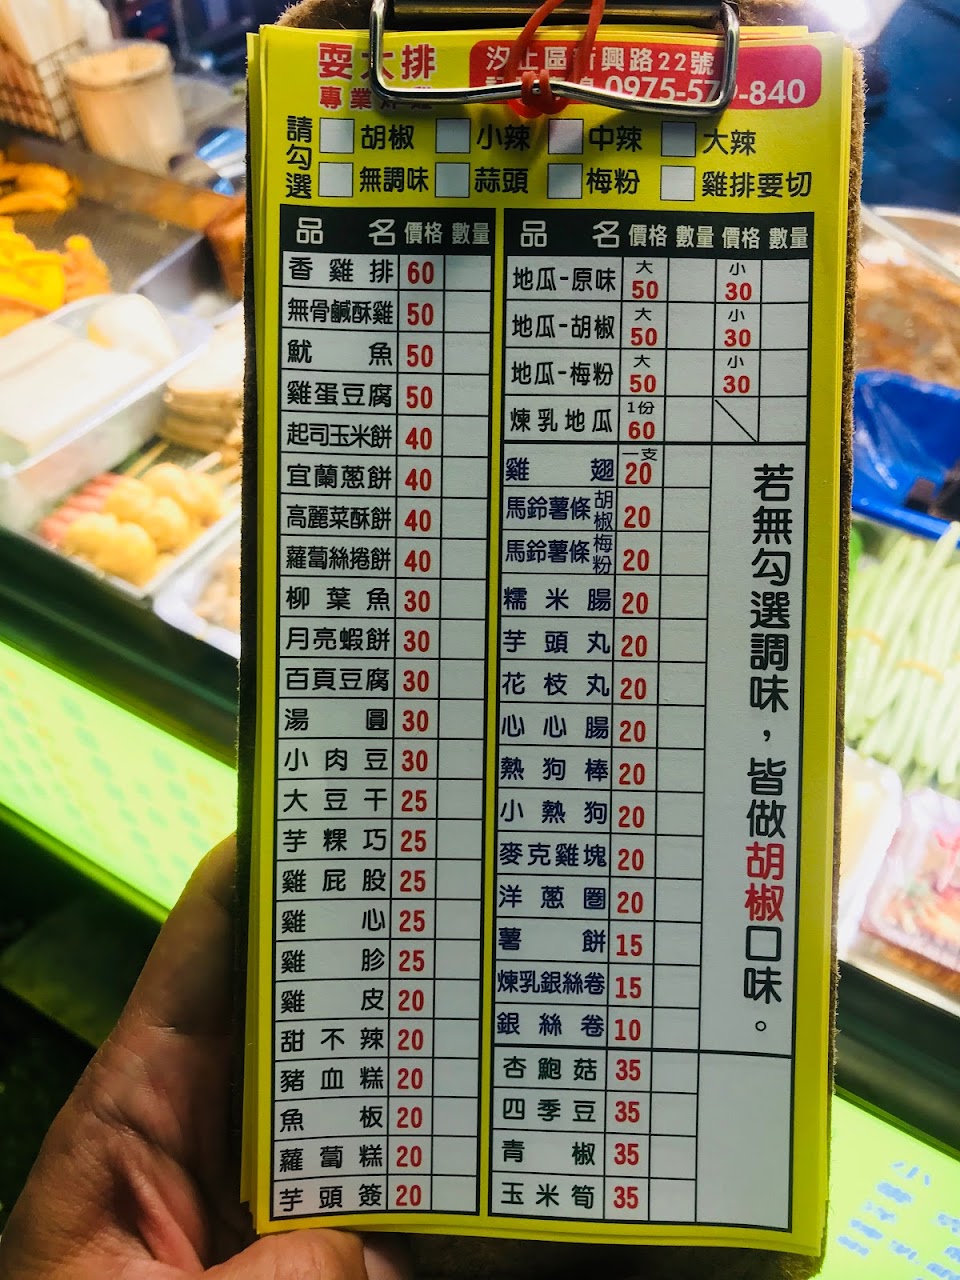 耍大排
專業炸雞
汐止區新興路22號
0975-579-840
請勾選
胡椒 小辣 中辣 大辣
無調味 蒜頭 梅粉 雞排要切
品名 價格 數量
香雞排 60
無骨鹹酥雞 50
魷魚 50
雞蛋豆腐 50
起司玉米餅 40
宜蘭蔥餅 40
高麗菜酥餅 40
蘿蔔絲捲餅 40
柳葉魚 30
月亮蝦餅 30
百頁豆腐 30
湯圓 30
小肉豆 30
大豆干 25
芋粿巧 25
雞屁股 25
雞心 25
雞胗 25
雞皮 20
甜不辣 20
豬血糕 20
魚板 20
蘿蔔糕 20
芋頭簽 20
品名 價格 數量 價格 數量
地瓜-原味 大 50 小 30
地瓜-胡椒 大 50 小 30
地瓜-梅粉 大 50 小 30
煉乳地瓜 1份 60
雞翅 一支 20
馬鈴薯條胡椒 20
馬鈴薯條梅粉 20
糯米腸 20
芋頭丸 20
花枝丸 20
心心腸 20
熱狗棒 20
小熱狗 20
麥克雞塊 20
洋蔥圈 20
薯餅 15
煉乳銀絲卷 15
銀絲卷 10
杏鮑菇 35
四季豆 35
青椒 35
玉米筍 35
若無勾選調味，皆做胡椒口味。